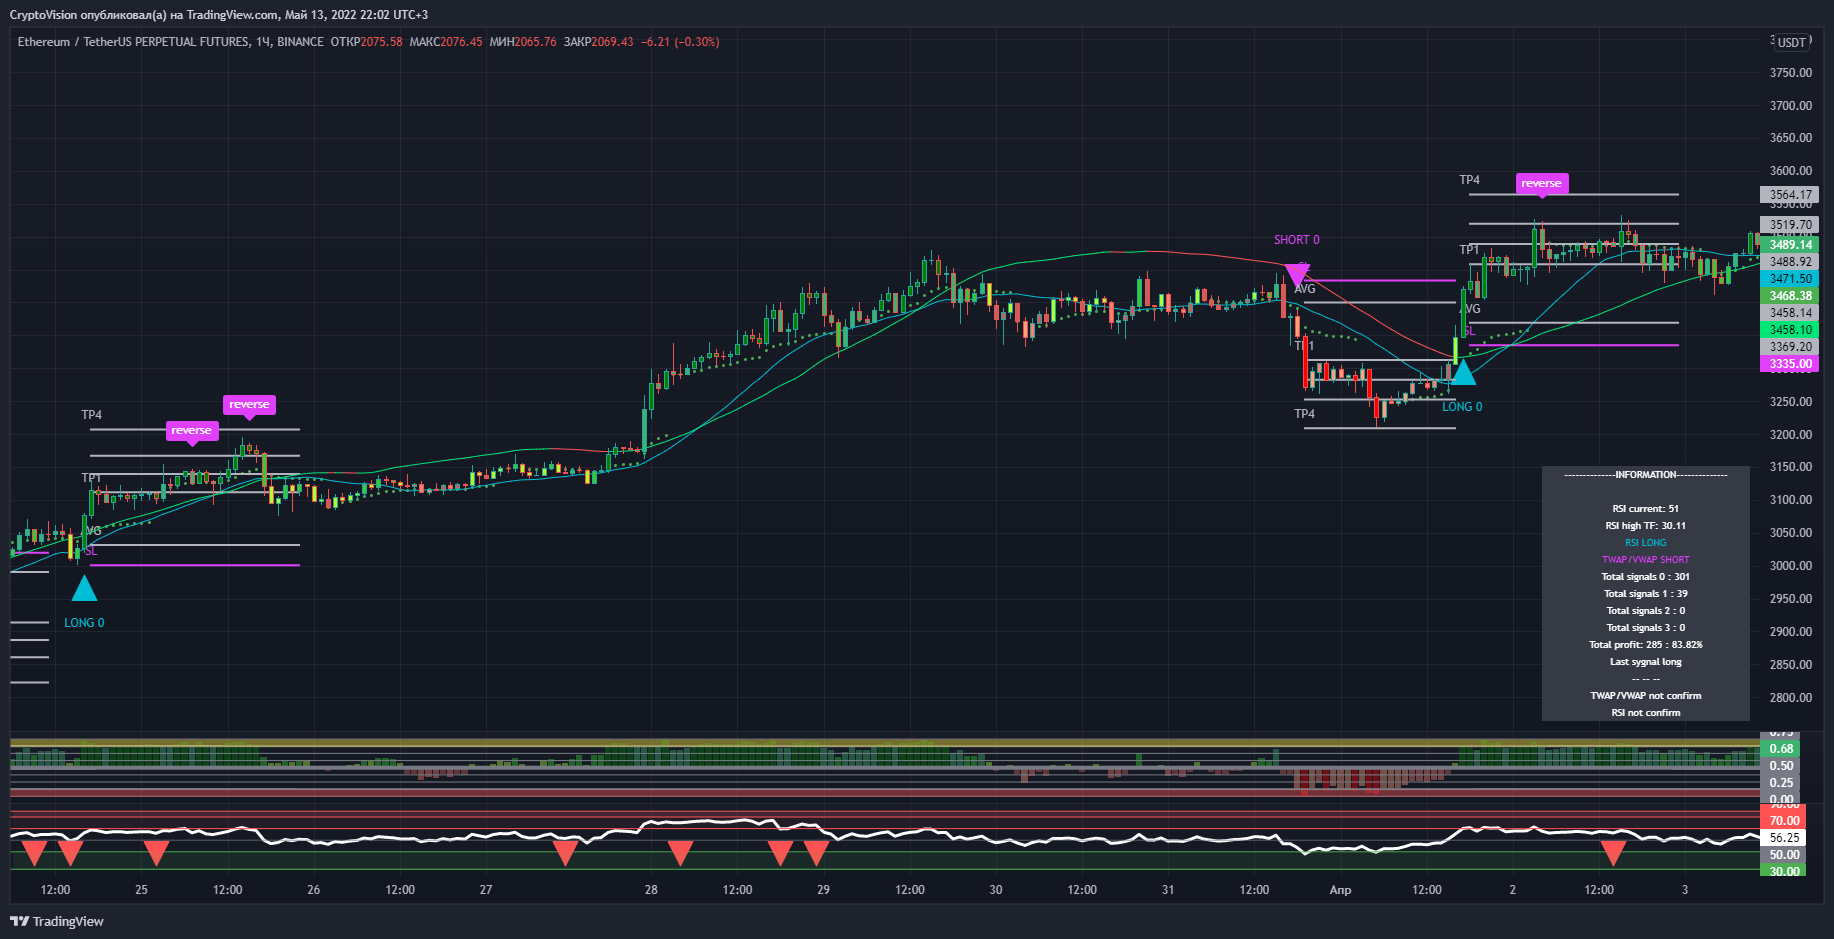 CryptoVision опубликовал(а) на TradingView.com, Май 13, 2022 22:02 UTC+3
Ethereum / TetherUS PERPETUAL FUTURES, 1Ч, BINANCE ОТКР2075.58 МАКС2076.45 МИН2065.76 ЗАКР2069.43 −6.21 (−0.30%)
USDT
3750.00
3700.00
3650.00
3600.00
3564.17
3550.00
3519.70
3489.14
3488.92
3471.50
3468.38
3458.14
3458.10
3369.20
3335.00
3250.00
3200.00
3150.00
3100.00
3050.00
3000.00
2950.00
2900.00
2850.00
2800.00
TP4
reverse
reverse
TP1
AVG
SL
LONG 0
SHORT 0
SL
AVG
TP1
TP4
TP4
reverse
TP1
AVG
SL
LONG 0
--------------INFORMATION--------------
RSI current: 51
RSI high TF: 30.11
RSI LONG
TWAP/VWAP SHORT
Total signals 0 : 301
Total signals 1 : 39
Total signals 2 : 0
Total signals 3 : 0
Total profit: 285 : 83.82%
Last sygnal long
-- -- --
TWAP/VWAP not confirm
RSI not confirm
0.75
0.68
0.50
0.25
0.00
90.00
70.00
56.25
50.00
30.00
12:00 25 12:00 26 12:00 27 28 12:00 29 12:00 30 12:00 31 12:00 Апр 12:00 2 12:00 3
TradingView